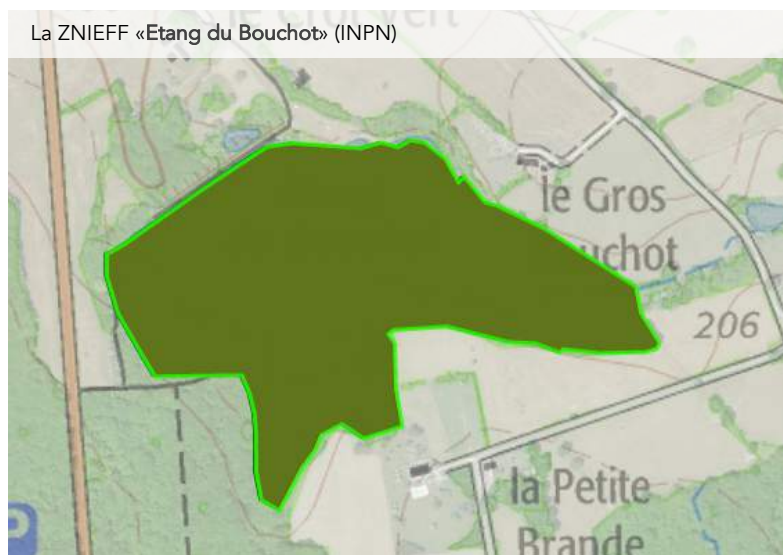 La ZNIEFF «Etang du Bouchot» (INPN)
le Gros
uchot
206
la Petite
Brande
P